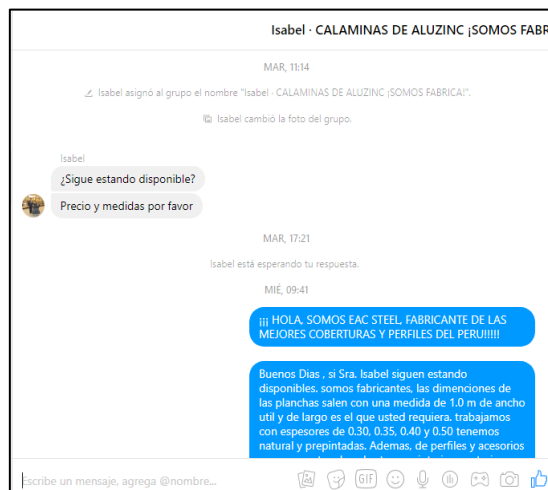 Isabel · CALAMINAS DE ALUZINC ¡SOMOS FABR
MAR, 11:14
Isabel asignó al grupo el nombre "Isabel · CALAMINAS DE ALUZINC ¡SOMOS FABRICA!".
Isabel cambió la foto del grupo.
Isabel
¿Sigue estando disponible?
Precio y medidas por favor
MAR, 17:21
Isabel está esperando tu respuesta.
MIÉ, 09:41
¡¡¡ HOLA, SOMOS EAC STEEL, FABRICANTE DE LAS
MEJORES COBERTURAS Y PERFILES DEL PERU!!!!!
Buenos Dias , si Sra. Isabel siguen estando
disponibles. somos fabricantes, las dimenciones de
las planchas salen con una medida de 1.0 m de ancho
util y de largo es el que usted requiera. trabajamos
con espesores de 0.30, 0.35, 0.40 y 0.50 tenemos
natural y prepintadas. Ademas, de perfiles y acesorios
Escribe un mensaje, agrega @nombre...
GIF